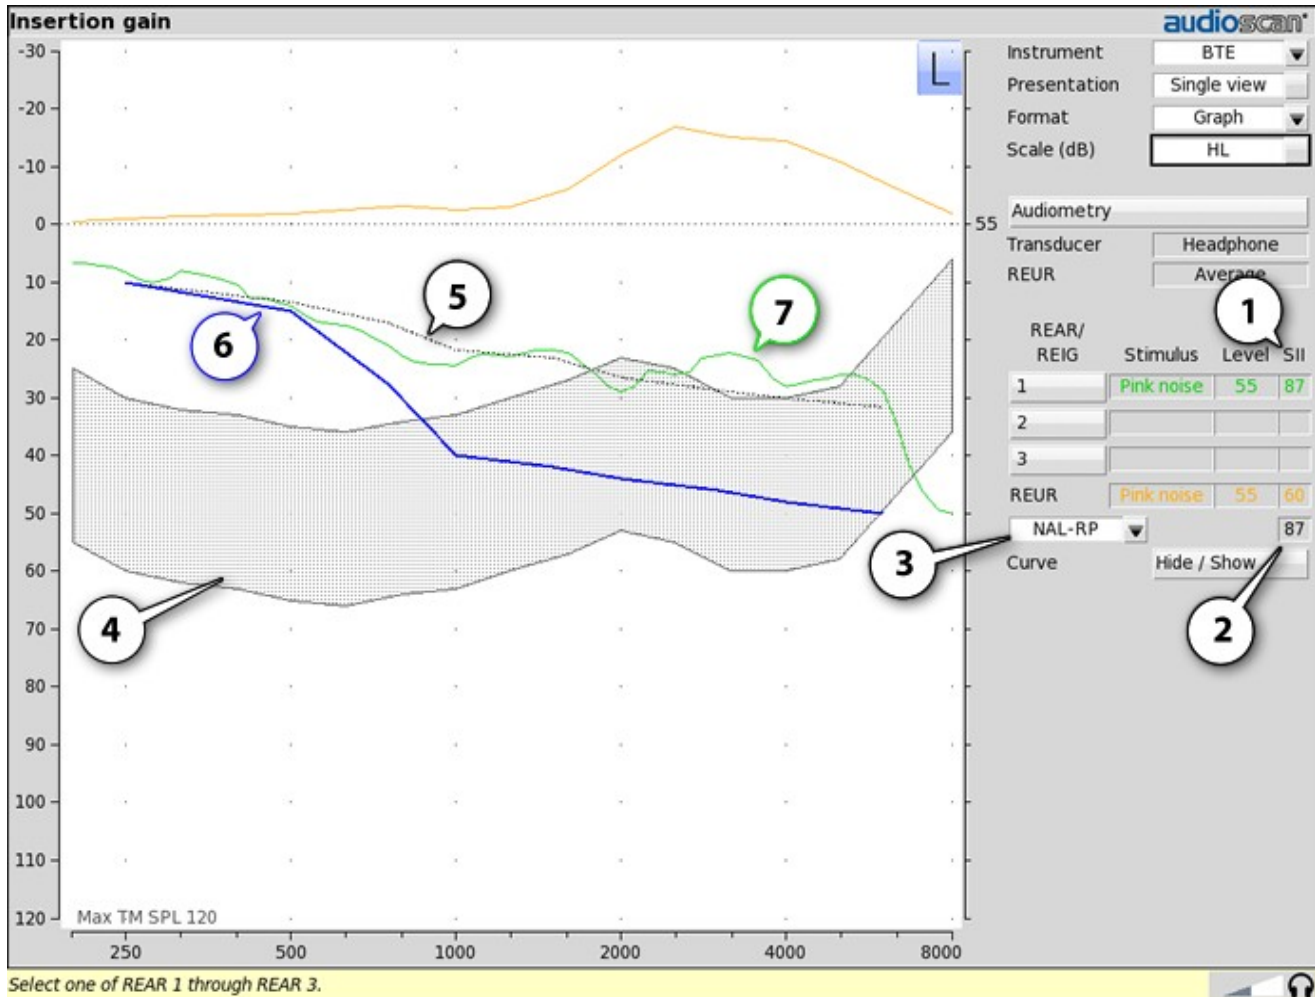 Insertion gain
audioscan
-30
-20
-10
0
10
20
30
40
50
60
70
80
90
100
110
120
L
55
5
6
7
4
3
Max TM SPL 120
250 500 1000 2000 4000 8000
Instrument BTE
Presentation Single view
Format Graph
Scale (dB) HL
Audiometry
Transducer Headphone
REUR Average
1
REAR/
REIG Stimulus Level SII
1 Pink noise 55 87
2
3
REUR Pink noise 55 60
NAL-RP 87
Curve Hide / Show
2
Select one of REAR 1 through REAR 3.